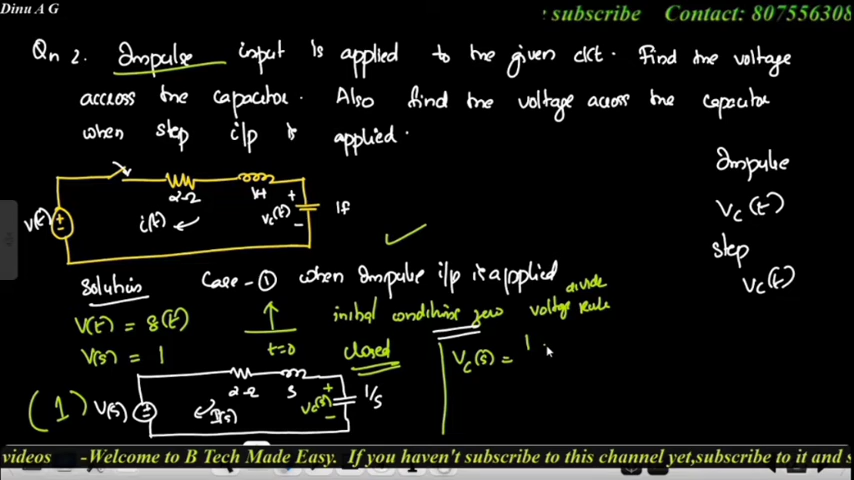 Dinu A G
subscribe Contact: 807556308
Qn 2. Impulse input is applied to the given ckt. Find the voltage
accross the capacitor. Also find the voltage across the capacitor
when step i/p is applied.
Impulse
Vc(t)
step
Vc(t)
V(t) + - i(t) 2Ω 1H + Vc(t) - 1f
Solution Case - ① when Impulse i/p is applied
V(t) = δ(t) t=0 initial conditions zero voltage divide rule
V(s) = 1 closed
Vc(s) = 1
(1) V(s) + - I(s) 2Ω s + Vc(s) - 1/s
videos -Welcome to B Tech Made Easy. If you haven't subscribe to this channel yet,subscribe to it and s